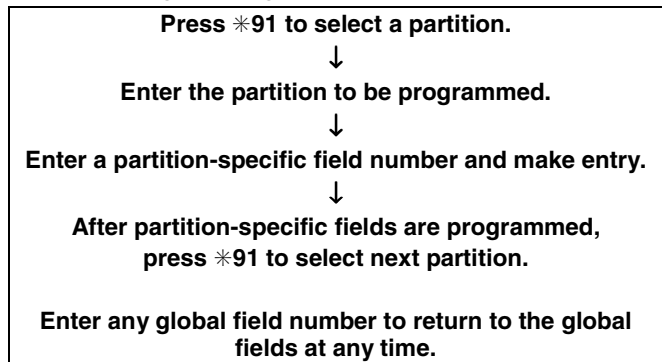 Press ✳91 to select a partition.
↓
Enter the partition to be programmed.
↓
Enter a partition-specific field number and make entry.
↓
After partition-specific fields are programmed,
press ✳91 to select next partition.
Enter any global field number to return to the global
fields at any time.